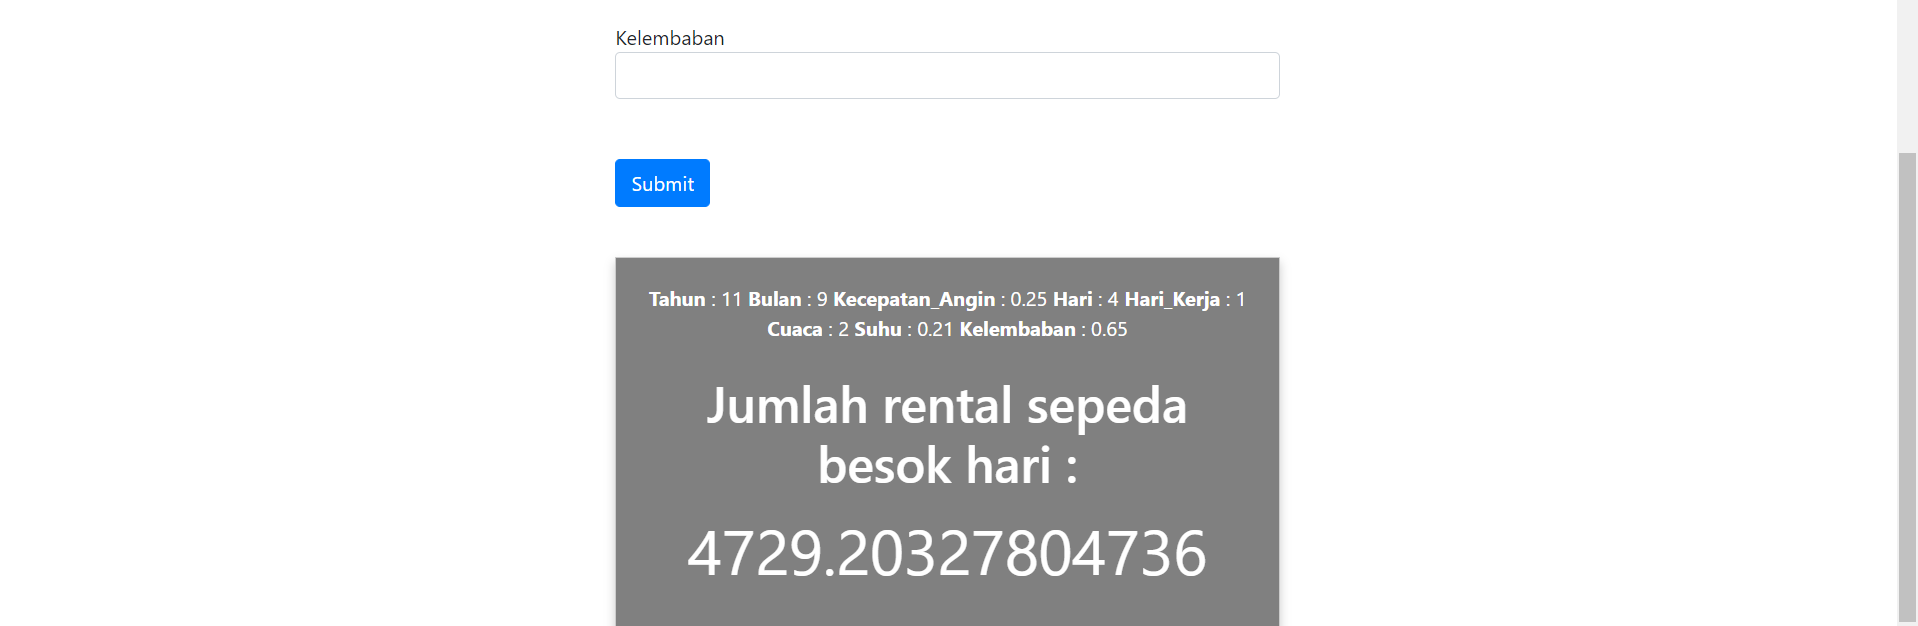 Kelembaban
Submit
Tahun : 11 Bulan : 9 Kecepatan_Angin : 0.25 Hari : 4 Hari_Kerja : 1
Cuaca : 2 Suhu : 0.21 Kelembaban : 0.65
Jumlah rental sepeda
besok hari :
4729.20327804736